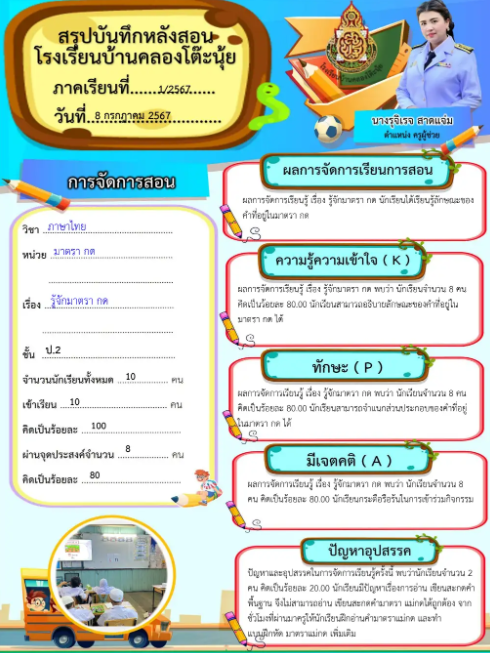 สรุปบันทึกหลังสอน
โรงเรียนบ้านคลองโต๊ะนุ้ย
ภาคเรียนที่.......1/2567......
วันที่..8 กรกฎาคม 2567............
นางรุจิเรจ สาดแจ่ม
ตำแหน่ง ครูผู้ช่วย
การจัดการสอน
วิชา ภาษาไทย
หน่วย มาตรา กด
เรื่อง รู้จักมาตรา กด
ชั้น ป.2
จำนวนนักเรียนทั้งหมด 10 คน
เข้าเรียน 10 คน
คิดเป็นร้อยละ 100
ผ่านจุดประสงค์จำนวน 8 คน
คิดเป็นร้อยละ 80
ผลการจัดการเรียนการสอน
ผลการจัดการเรียนรู้ เรื่อง รู้จักมาตรา กด นักเรียนได้เรียนรู้ลักษณะของ
คำที่อยู่ในมาตรา กด
ความรู้ความเข้าใจ ( K )
ผลการจัดการเรียนรู้ เรื่อง รู้จักมาตรา กด พบว่า นักเรียนจำนวน 8 คน
คิดเป็นร้อยละ 80.00 นักเรียนสามารถอธิบายลักษณะของคำที่อยู่ใน
มาตรา กด ได้
ทักษะ ( P )
ผลการจัดการเรียนรู้ เรื่อง รู้จักมาตรา กด พบว่า นักเรียนจำนวน 8 คน
คิดเป็นร้อยละ 80.00 นักเรียนสามารถจำแนกส่วนประกอบของคำที่อยู่
ในมาตรา กด ได้
มีเจตคติ ( A )
ผลการจัดการเรียนรู้ เรื่อง รู้จักมาตรา กด พบว่า นักเรียนจำนวน 8
คน คิดเป็นร้อยละ 80.00 นักเรียนกระตือรือร้นในการเข้าร่วมกิจกรรม
ปัญหาอุปสรรค
ปัญหาและอุปสรรคในการจัดการเรียนรู้ครั้งนี้ พบว่านักเรียนจำนวน 2
คน คิดเป็นร้อยละ 20.00 นักเรียนมีปัญหาเรื่องการอ่าน เขียนสะกดคำ
พื้นฐาน จึงไม่สามารถอ่าน เขียนสะกดคำมาตรา แม่กดได้ถูกต้อง จาก
ชั่วโมงที่ผ่านมาครูให้นักเรียนฝึกอ่านคำมาตราแม่กด และทำ
แบบฝึกหัด มาตราแม่กด เพิ่มเติม